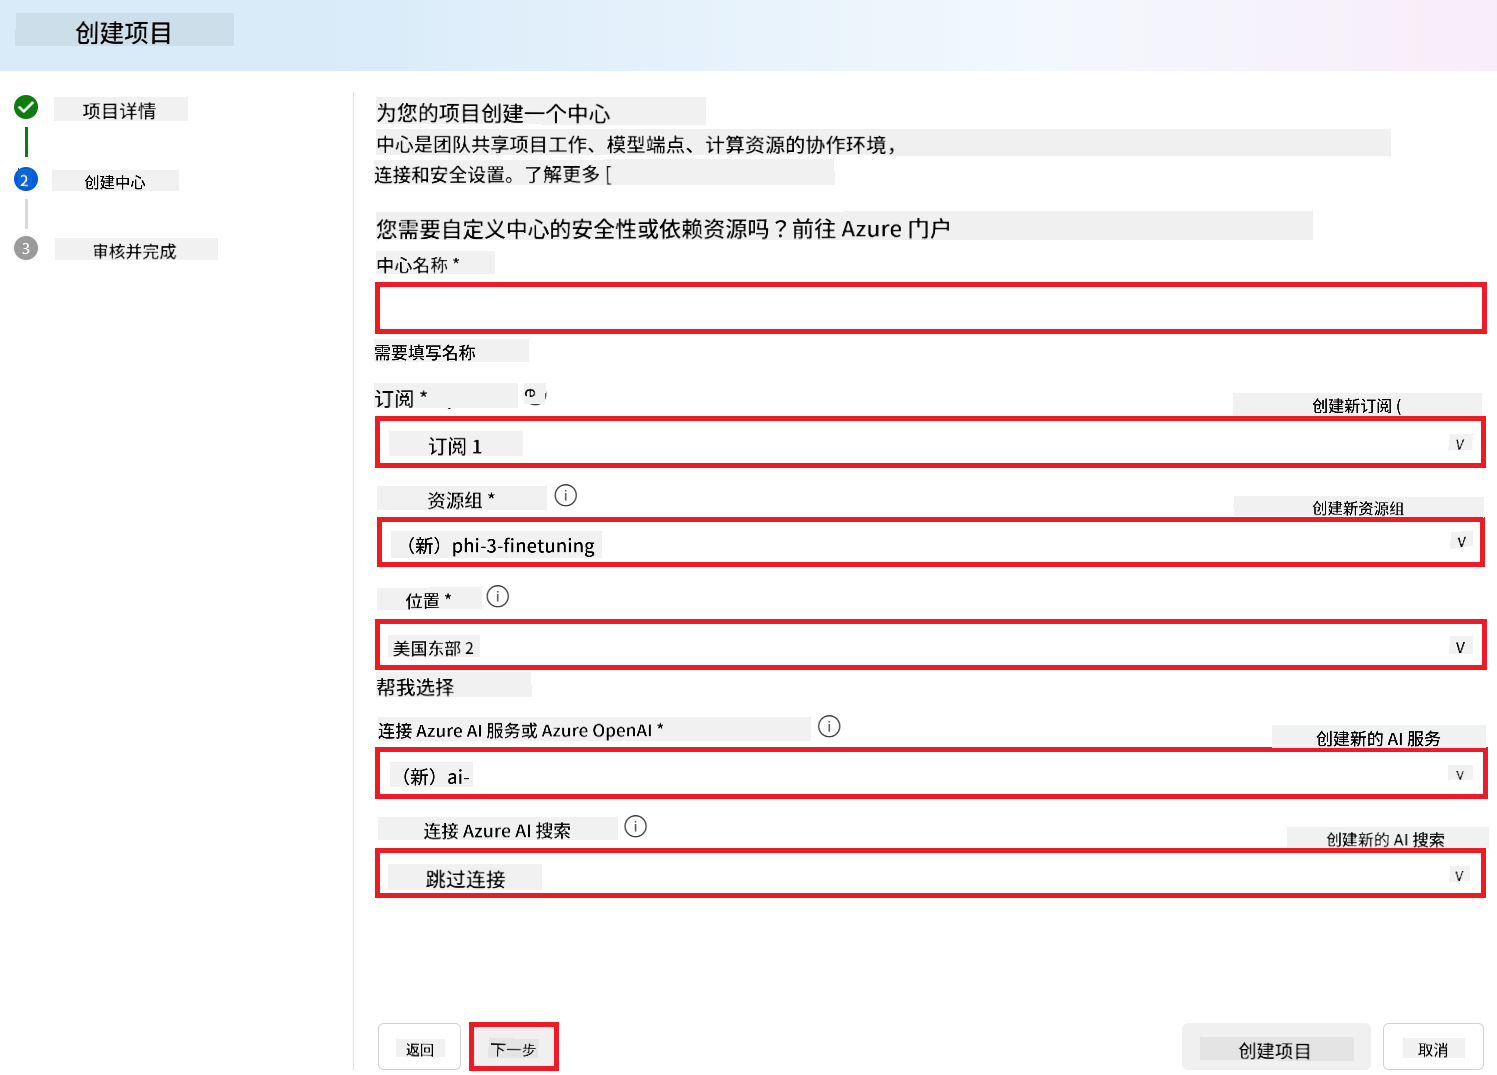 创建项目
项目详情
2
创建中心
3
审核并完成
为您的项目创建一个中心
中心是团队共享项目工作、模型端点、计算资源的协作环境，
连接和安全设置。了解更多 [
您需要自定义中心的安全性或依赖资源吗？前往 Azure 门户
中心名称 *
需要填写名称
订阅 *
创建新订阅 (
订阅 1
资源组 *
创建新资源组
（新）phi-3-finetuning
位置 *
美国东部 2
帮我选择
连接 Azure AI 服务或 Azure OpenAI *
创建新的 AI 服务
（新）ai-
连接 Azure AI 搜索
创建新的 AI 搜索
跳过连接
返回
下一步
创建项目
取消